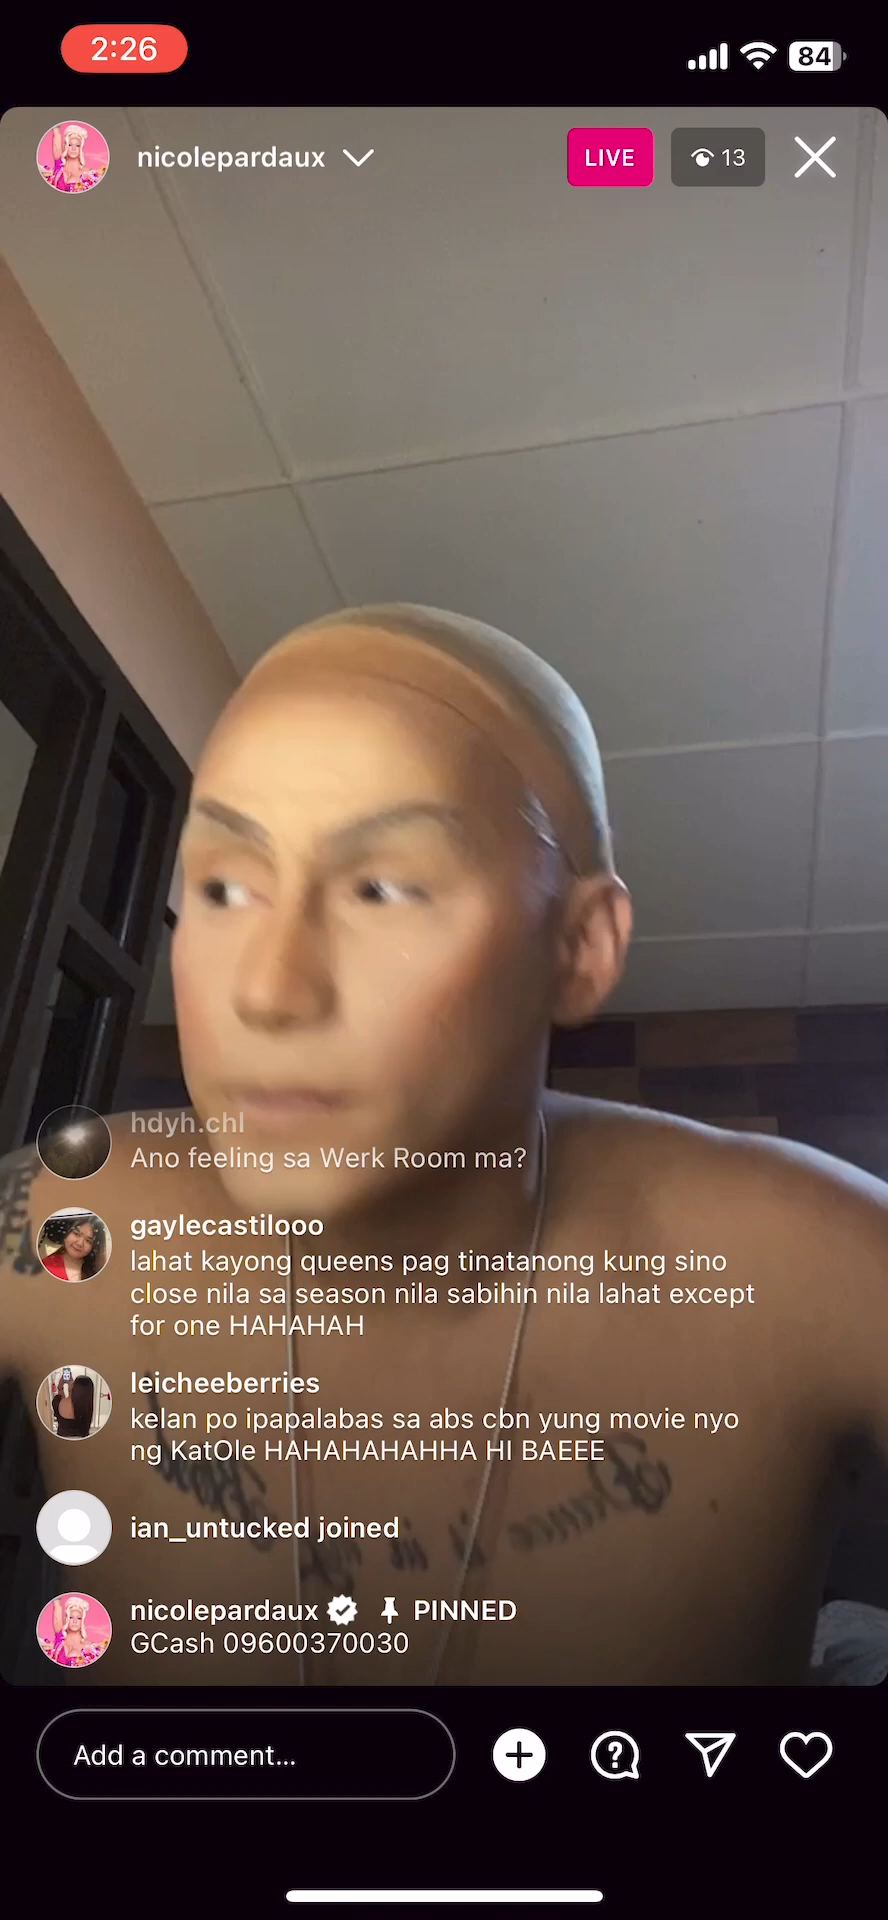 2:26
84
nicolepardaux
LIVE
13
hdyh.chl
Ano feeling sa Werk Room ma?
gaylecastilooo
lahat kayong queens pag tinatanong kung sino
close nila sa season nila sabihin nila lahat except
for one HAHAHAH
leicheeberries
kelan po ipapalabas sa abs cbn yung movie nyo
ng KatOle HAHAHAHAHHA HI BAEEE
ian_untucked joined
nicolepardaux PINNED
GCash 09600370030
Add a comment...